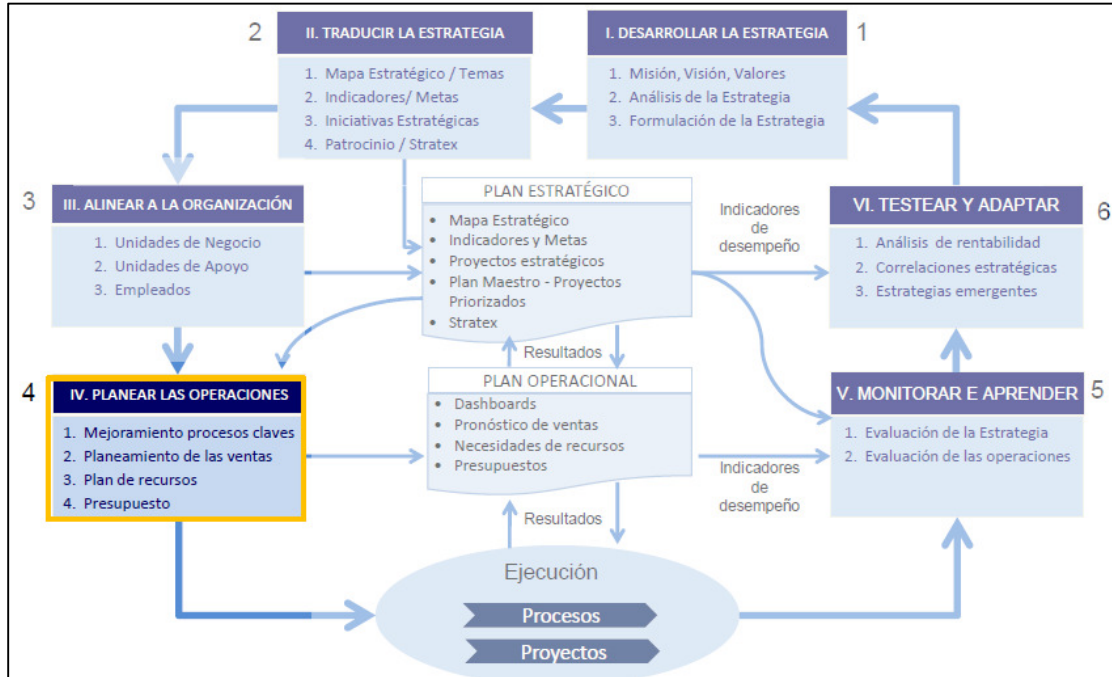 2
II. TRADUCIR LA ESTRATEGIA
1. Mapa Estratégico / Temas
2. Indicadores/ Metas
3. Iniciativas Estratégicas
4. Patrocinio / Stratex
I. DESARROLLAR LA ESTRATEGIA
1
1. Misión, Visión, Valores
2. Análisis de la Estrategia
3. Formulación de la Estrategia
3
III. ALINEAR A LA ORGANIZACIÓN
1. Unidades de Negocio
2. Unidades de Apoyo
3. Empleados
PLAN ESTRATÉGICO
• Mapa Estratégico
• Indicadores y Metas
• Proyectos estratégicos
• Plan Maestro - Proyectos
Priorizados
• Stratex
Indicadores
de
desempeño
VI. TESTEAR Y ADAPTAR
6
1. Análisis de rentabilidad
2. Correlaciones estratégicas
3. Estrategias emergentes
Resultados
4
IV. PLANEAR LAS OPERACIONES
1. Mejoramiento procesos claves
2. Planeamiento de las ventas
3. Plan de recursos
4. Presupuesto
PLAN OPERACIONAL
• Dashboards
• Pronóstico de ventas
• Necesidades de recursos
• Presupuestos
V. MONITORAR E APRENDER
5
1. Evaluación de la Estrategia
2. Evaluación de las operaciones
Indicadores
de
desempeño
Resultados
Ejecución
Procesos
Proyectos